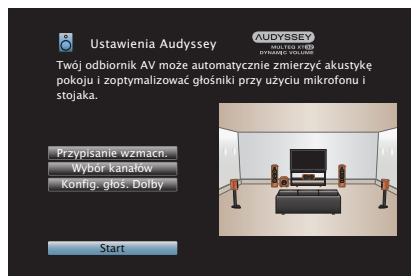 Ustawienia Audyssey
AUDYSSEY
MULTEQ XT32
DYNAMIC VOLUME
Twój odbiornik AV może automatycznie zmierzyć akustykę
pokoju i zoptymalizować głośniki przy użyciu mikrofonu i
stojaka.
Przypisanie wzmacn.
Wybór kanałów
Konfig. głoś. Dolby
Start